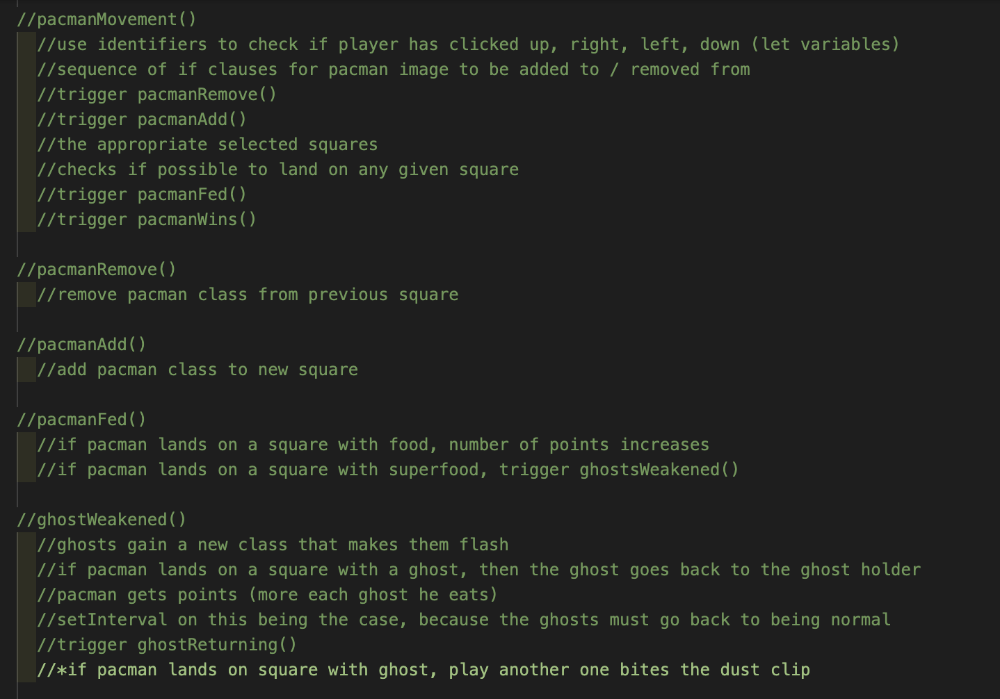 //pacmanMovement()
//use identifiers to check if player has clicked up, right, left, down (let variables)
//sequence of if clauses for pacman image to be added to / removed from
//trigger pacmanRemove()
//trigger pacmanAdd()
//the appropriate selected squares
//checks if possible to land on any given square
//trigger pacmanFed()
//trigger pacmanWins()
//pacmanRemove()
//remove pacman class from previous square
//pacmanAdd()
//add pacman class to new square
//pacmanFed()
//if pacman lands on a square with food, number of points increases
//if pacman lands on a square with superfood, trigger ghostsWeakened()
//ghostWeakened()
//ghosts gain a new class that makes them flash
//if pacman lands on a square with a ghost, then the ghost goes back to the ghost holder
//pacman gets points (more each ghost he eats)
//setInterval on this being the case, because the ghosts must go back to being normal
//trigger ghostReturning()
//*if pacman lands on square with ghost, play another one bites the dust clip